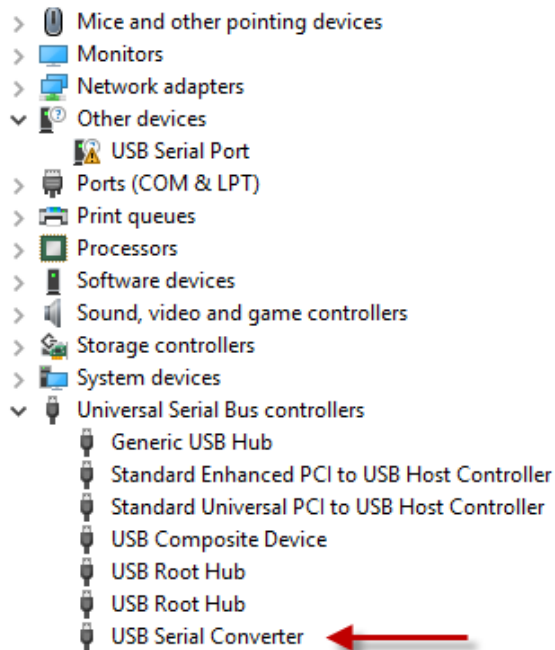 Mice and other pointing devices
Monitors
Network adapters
Other devices
USB Serial Port
Ports (COM & LPT)
Print queues
Processors
Software devices
Sound, video and game controllers
Storage controllers
System devices
Universal Serial Bus controllers
Generic USB Hub
Standard Enhanced PCI to USB Host Controller
Standard Universal PCI to USB Host Controller
USB Composite Device
USB Root Hub
USB Root Hub
USB Serial Converter